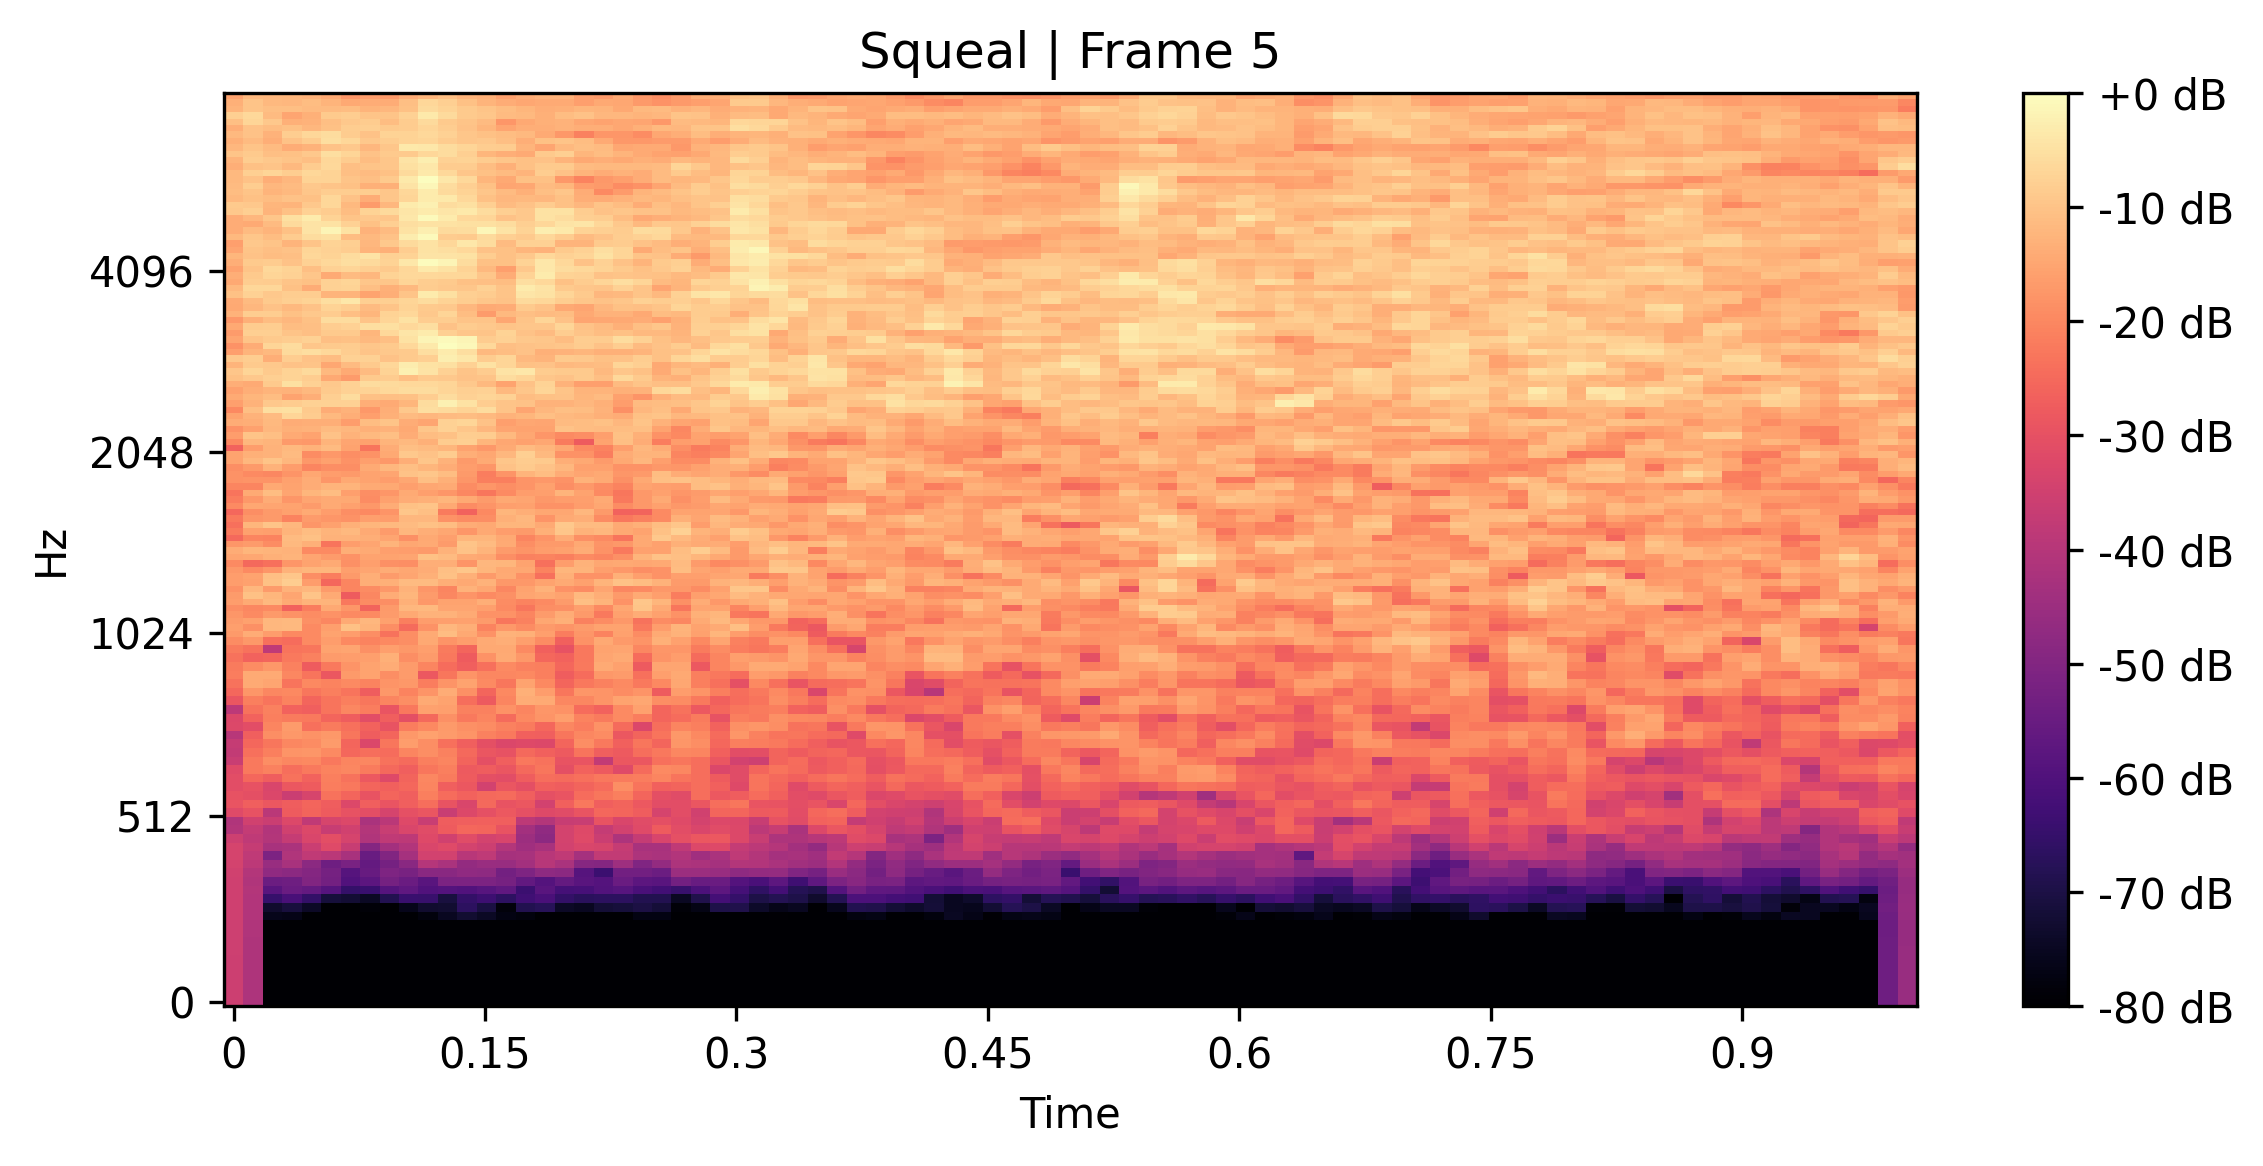 Squeal | Frame 5
+0 dB
-10 dB
4096
-20 dB
2048
-30 dB
-40 dB
Hz
1024
-50 dB
512
-60 dB
-70 dB
0
-80 dB
0 0.15 0.3 0.45 0.6 0.75 0.9
Time